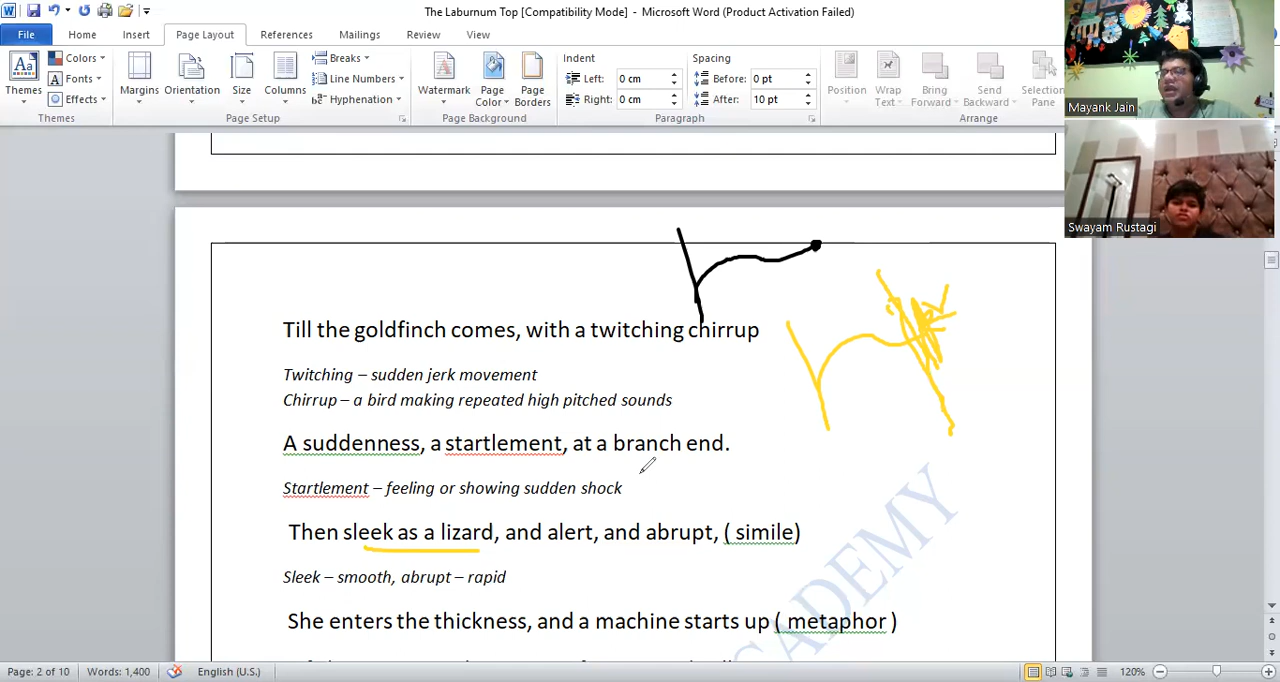 The Laburnum Top [Compatibility Mode] - Microsoft Word (Product Activation Failed)
File Home Insert Page Layout References Mailings Review View
Themes Colors Fonts Effects Margins Orientation Size Columns Breaks Line Numbers Hyphenation Watermark Page Color Page Borders Indent Left: 0 cm Right: 0 cm Spacing Before: 0 pt After: 10 pt Position Wrap Text Bring Forward Send Backward Selection Pane
Themes Page Setup Page Background Paragraph Arrange
Mayank Jain
Swayam Rustagi
Till the goldfinch comes, with a twitching chirrup
Twitching – sudden jerk movement
Chirrup – a bird making repeated high pitched sounds
A suddenness, a startlement, at a branch end.
Startlement – feeling or showing sudden shock
Then sleek as a lizard, and alert, and abrupt, ( simile)
Sleek – smooth, abrupt – rapid
She enters the thickness, and a machine starts up ( metaphor )
CADEMY
Page: 2 of 10 Words: 1,400 English (U.S.) 120%